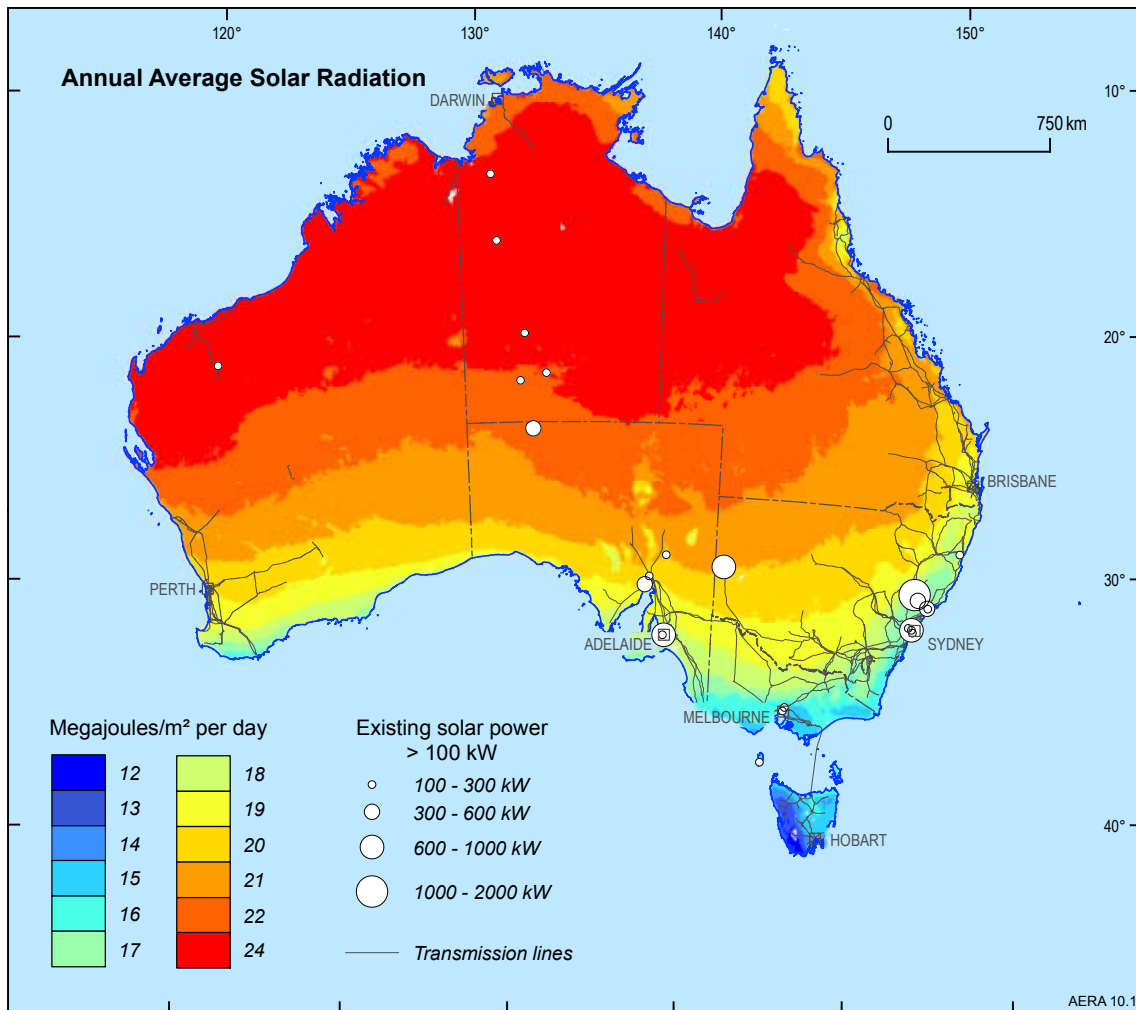 120°
130°
140°
150°
Annual Average Solar Radiation
DARWIN
10°
0
750 km
20°
BRISBANE
30°
PERTH
ADELAIDE
SYDNEY
MELBOURNE
Megajoules/m² per day
Existing solar power
> 100 kW
12
18
100 - 300 kW
13
19
300 - 600 kW
14
20
600 - 1000 kW
15
21
1000 - 2000 kW
16
22
17
24
Transmission lines
40°
HOBART
AERA 10.1